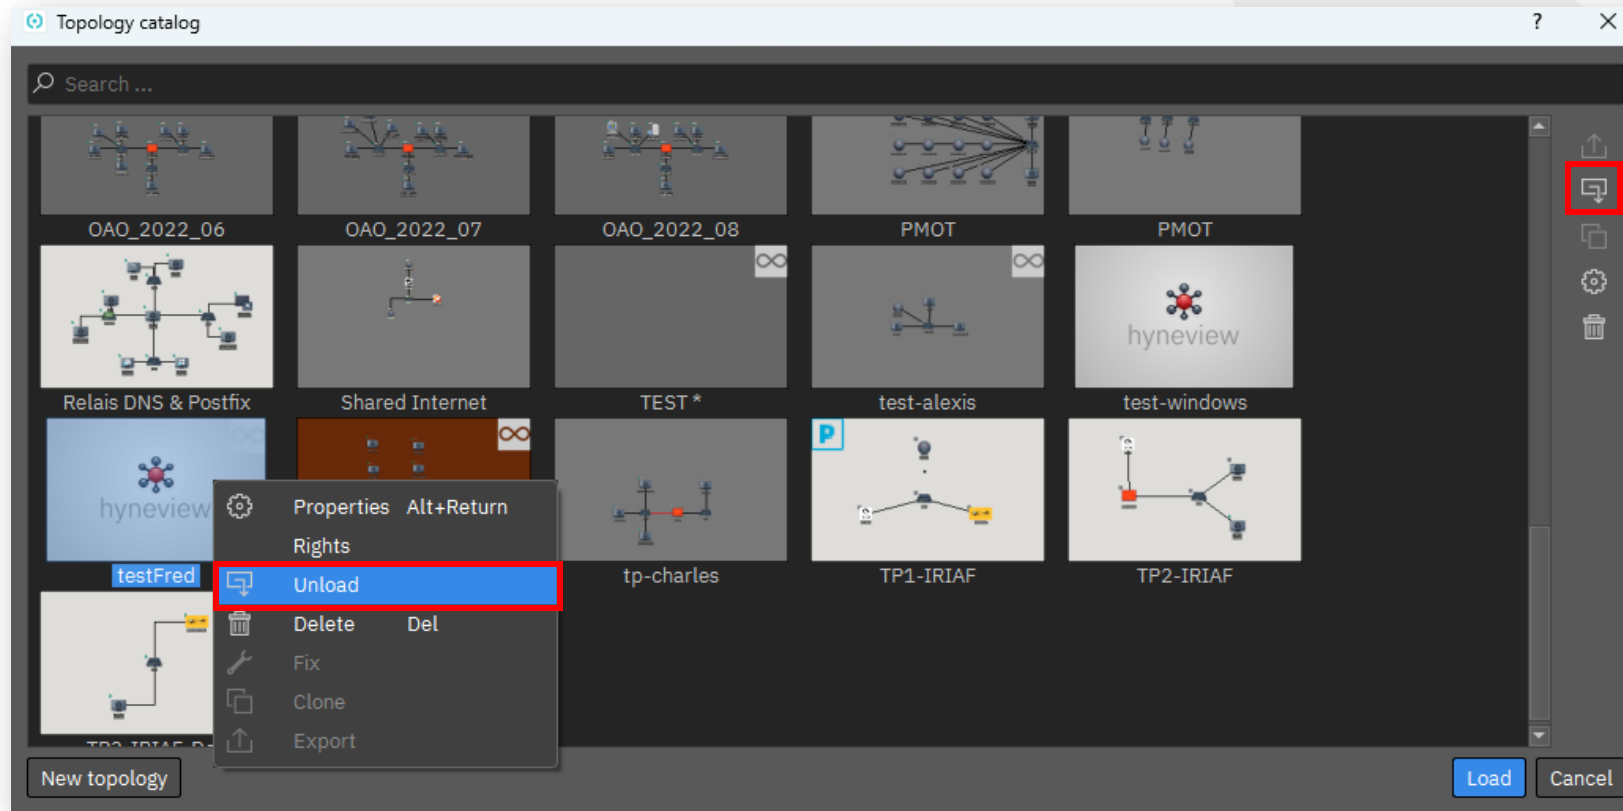 Topology catalog
?
Search ...
OAO_2022_06
OAO_2022_07
OAO_2022_08
PMOT
PMOT
hyneview
Relais DNS & Postfix
Shared Internet
TEST *
test-alexis
test-windows
P
hyneview
Properties Alt+Return
Rights
testFred
Unload
tp-charles
TP1-IRIAF
TP2-IRIAF
Delete Del
Fix
Clone
Export
New topology
Load
Cancel